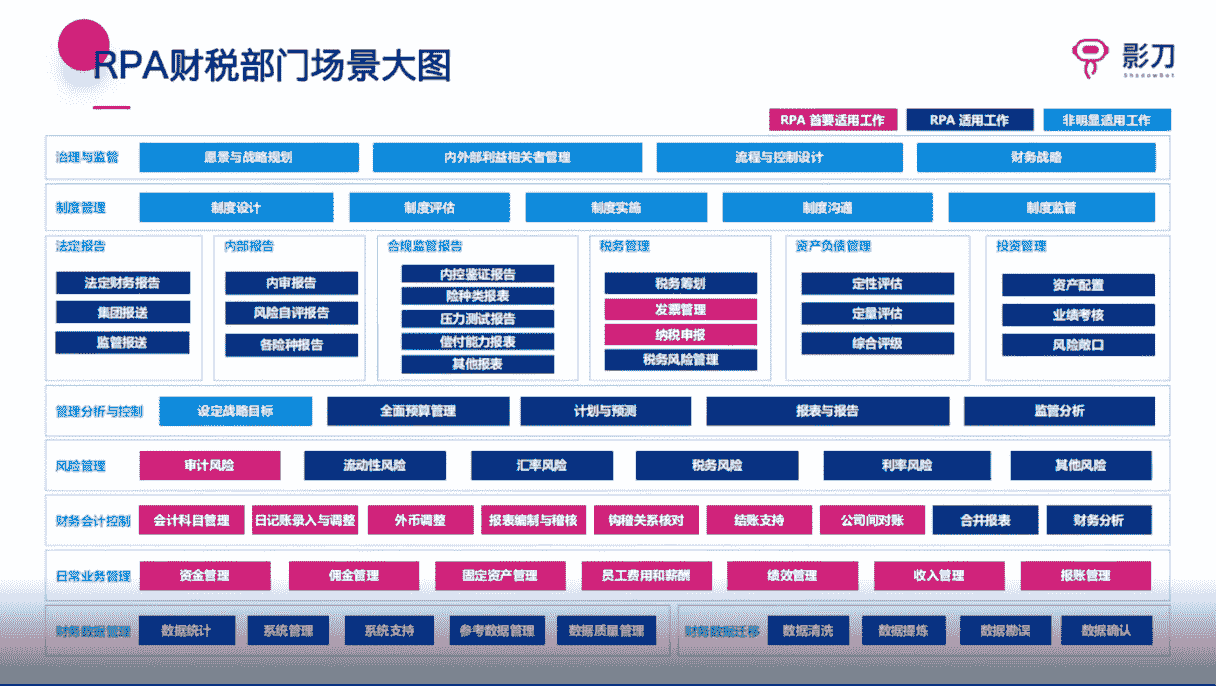 RPA财税部门场景大图
影刀
ShadowBot
RPA 首要适用工作 RPA 适用工作 非明显适用工作
治理与监管 愿景与战略规划 内外部利益相关者管理 流程与控制设计 财务战略
制度管理 制度设计 制度评估 制度实施 制度沟通 制度监管
法定报告
法定财务报告
集团报送
监管报送
内部报告
内审报告
风险自评报告
各险种报告
合规监管报告
内控鉴证报告
险种类报表
压力测试报告
偿付能力报表
其他报表
税务管理
税务筹划
发票管理
纳税申报
税务风险管理
资产负债管理
定性评估
定量评估
综合评级
投资管理
资产配置
业绩考核
风险敞口
管理分析与控制 设定战略目标 全面预算管理 计划与预测 报表与报告 监管分析
风险管理 审计风险 流动性风险 汇率风险 税务风险 利率风险 其他风险
财务会计控制 会计科目管理 日记账录入与调整 外币调整 报表编制与稽核 钩稽关系核对 结账支持 公司间对账 合并报表 财务分析
日常业务管理 资金管理 佣金管理 固定资产管理 员工费用和薪酬 绩效管理 收入管理 报账管理
财务数据管理 数据统计 系统管理 系统支持 参考数据管理 数据质量管理
财务数据迁移 数据清洗 数据提炼 数据勘误 数据确认